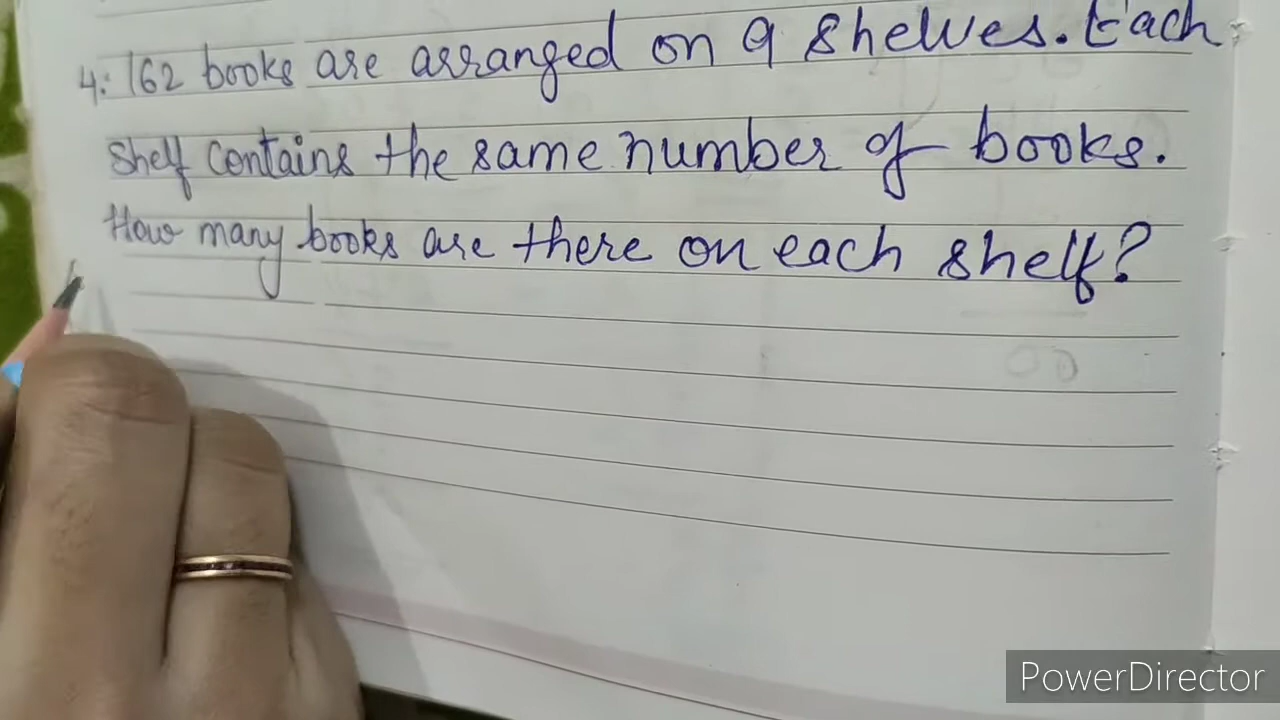 4: 162 books are arranged on 9 shelves. Each
shelf contains the same number of books.
How many books are there on each shelf?
PowerDirector